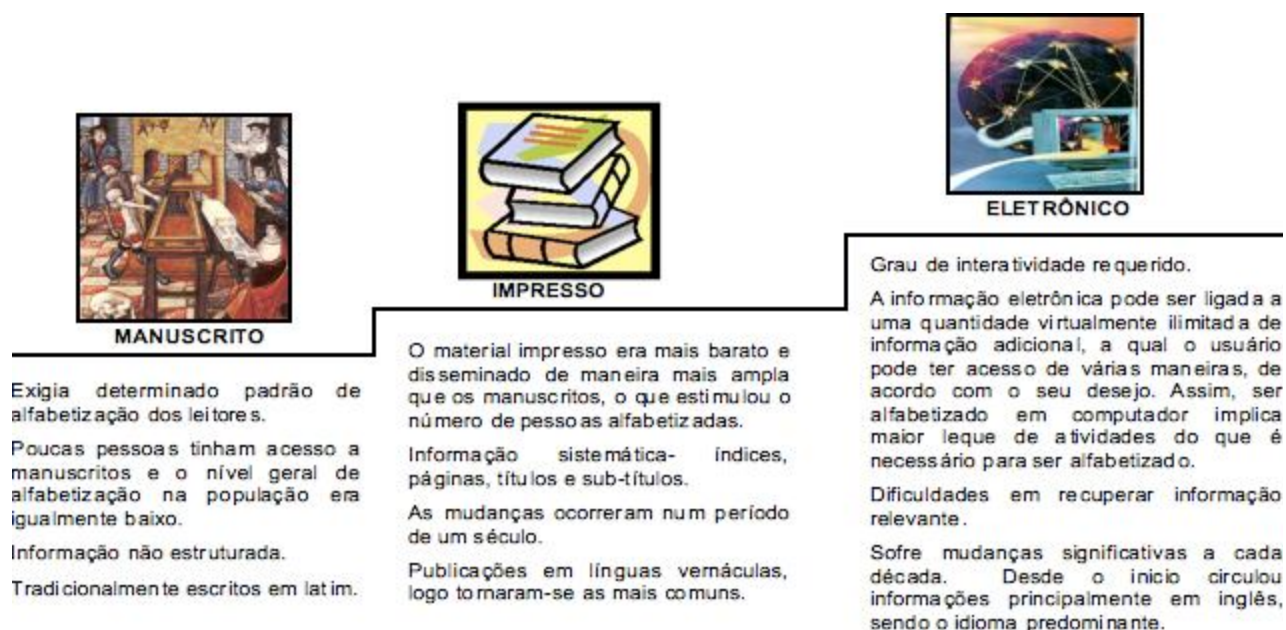 MANUSCRITO
Exigia determinado padrão de
alfabetização dos leitores.
Poucas pessoas tinham acesso a
manuscritos e o nível geral de
alfabetização na população era
igualmente baixo.
Informação não estruturada.
Tradicionalmente escritos em latim.
IMPRESSO
O material impresso era mais barato e
disseminado de maneira mais ampla
que os manuscritos, o que estimulou o
número de pessoas alfabetizadas.
Informação sistemática- índices,
páginas, títulos e sub-títulos.
As mudanças ocorreram num período
de um século.
Publicações em línguas vernáculas,
logo tornaram-se as mais comuns.
ELETRÔNICO
Grau de interatividade requerido.
A informação eletrônica pode ser ligada a
uma quantidade virtualmente ilimitada de
informação adicional, a qual o usuário
pode ter acesso de várias maneiras, de
acordo com o seu desejo. Assim, ser
alfabetizado em computador implica
maior leque de atividades do que é
necessário para ser alfabetizado.
Dificuldades em recuperar informação
relevante.
Sofre mudanças significativas a cada
década. Desde o inicio circulou
informações principalmente em inglês,
sendo o idioma predominante.